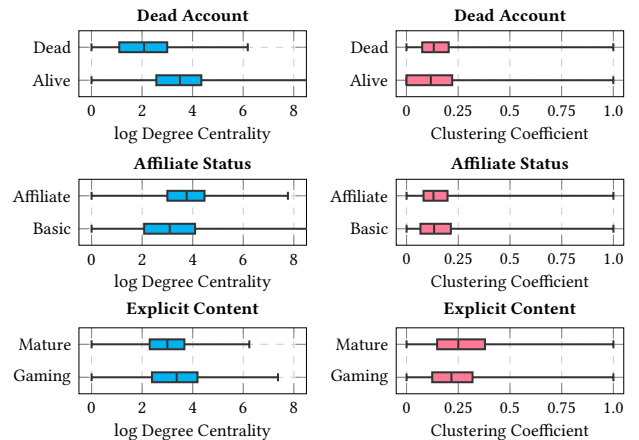 Dead Account
Dead
Alive
0 2 4 6 8
log Degree Centrality
Dead Account
Dead
Alive
0 0.25 0.5 0.75 1.0
Clustering Coefficient
Affiliate Status
Affiliate
Basic
0 2 4 6 8
log Degree Centrality
Affiliate Status
Affiliate
Basic
0 0.25 0.5 0.75 1.0
Clustering Coefficient
Explicit Content
Mature
Gaming
0 2 4 6 8
log Degree Centrality
Explicit Content
Mature
Gaming
0 0.25 0.5 0.75 1.0
Clustering Coefficient